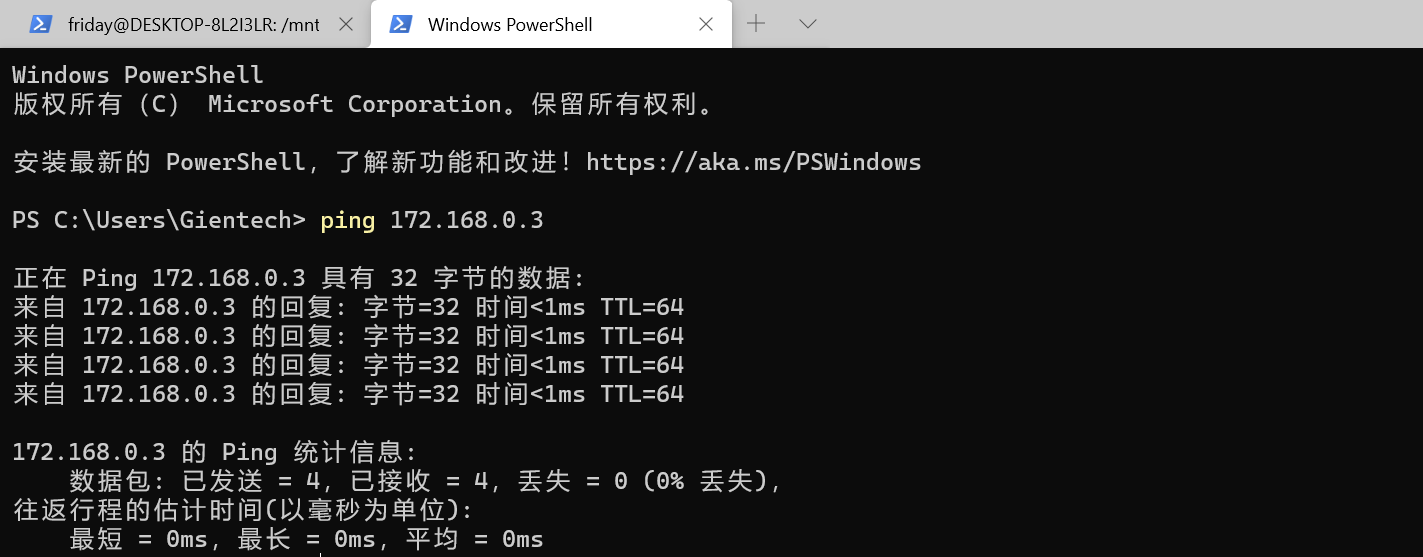 friday@DESKTOP-8L2I3LR: /mnt
Windows PowerShell
Windows PowerShell
版权所有（C） Microsoft Corporation。保留所有权利。
安装最新的 PowerShell，了解新功能和改进！https://aka.ms/PSWindows
PS C:\Users\Gientech> ping 172.168.0.3
正在 Ping 172.168.0.3 具有 32 字节的数据:
来自 172.168.0.3 的回复: 字节=32 时间<1ms TTL=64
来自 172.168.0.3 的回复: 字节=32 时间<1ms TTL=64
来自 172.168.0.3 的回复: 字节=32 时间<1ms TTL=64
来自 172.168.0.3 的回复: 字节=32 时间<1ms TTL=64
172.168.0.3 的 Ping 统计信息:
数据包: 已发送 = 4，已接收 = 4，丢失 = 0 (0% 丢失)，
往返行程的估计时间(以毫秒为单位):
最短 = 0ms，最长 = 0ms，平均 = 0ms